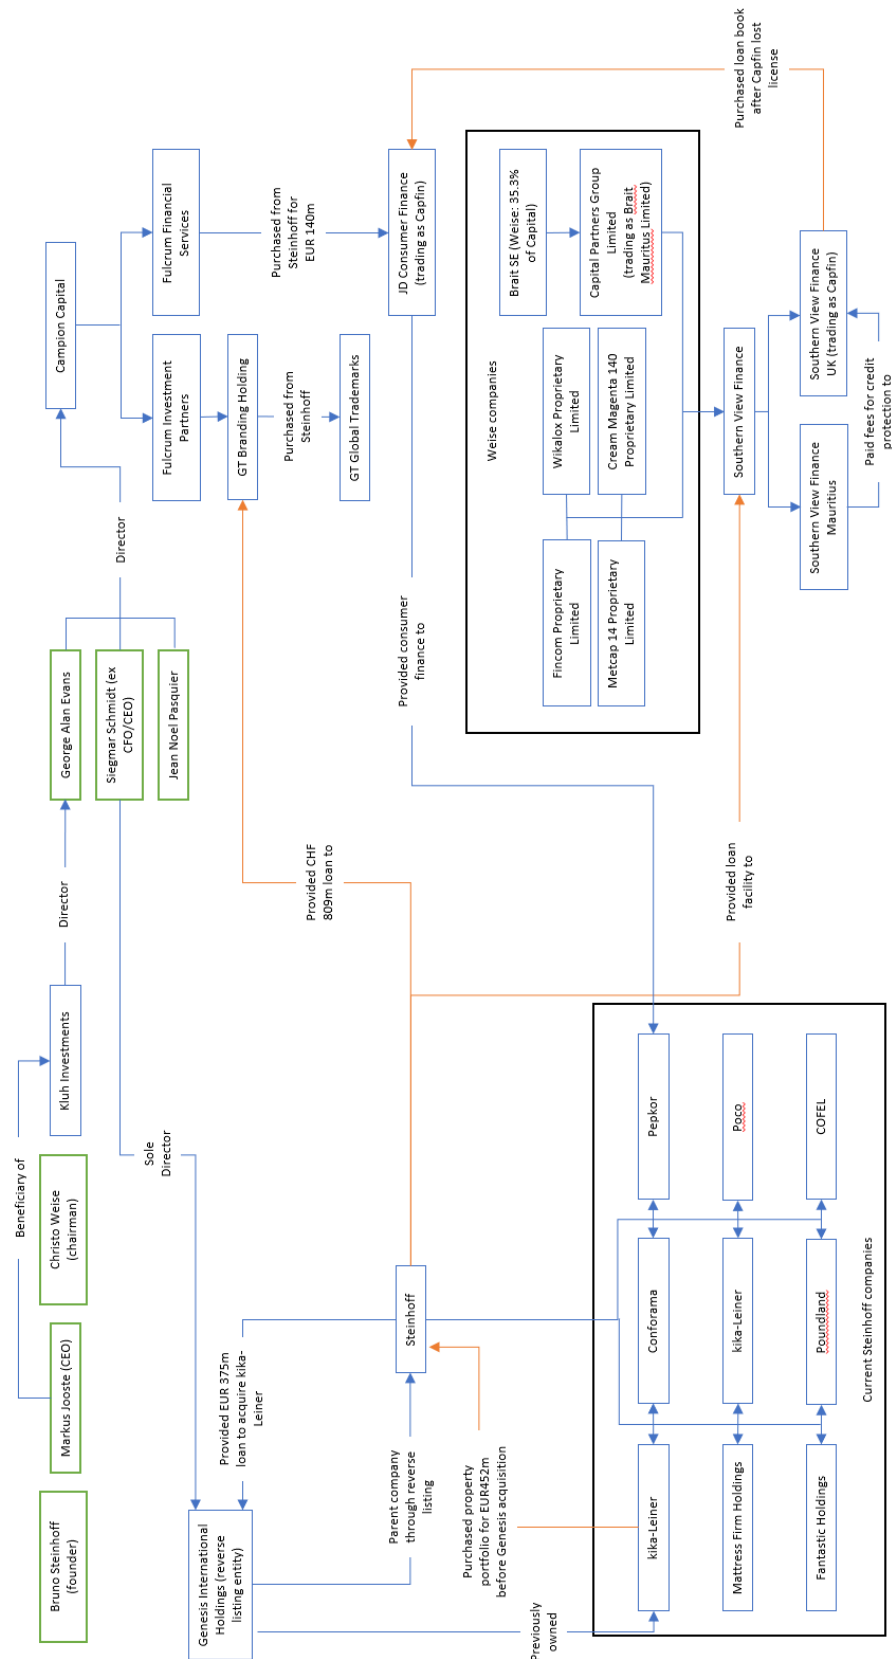 Bruno Steinhoff
(founder)
Markus Jooste (CEO)
Christo Weise
(chairman)
Beneficiary of
Kluh Investments
Director
George Alan Evans
Siegmar Schmidt (ex
CFO/CEO)
Jean Noel Pasquier
Director
Campion Capital
Sole
Director
Fulcrum Investment
Partners
Fulcrum Financial
Services
GT Branding Holding
Purchased from
Steinhoff
GT Global Trademarks
Purchased from
Steinhoff for
EUR 140m
JD Consumer Finance
(trading as Capfin)
Genesis International
Holdings (reverse
listing entity)
Provided EUR 375m
loan to acquire kika-
Leiner
Provided CHF
809m loan to
Parent company
through reverse
listing
Steinhoff
Provided consumer
finance to
Purchased property
portfolio for EUR452m
before Genesis acquisition
Previously
owned
kika-Leiner
Conforama
Pepkor
Mattress Firm Holdings
kika-Leiner
Poco
Fantastic Holdings
Poundland
COFEL
Current Steinhoff companies
Provided loan
facility to
Weise companies
Fincom Proprietary
Limited
Wikalox Proprietary
Limited
Metcap 14 Proprietary
Limited
Cream Magenta 140
Proprietary Limited
Brait SE (Weise: 35.3%
of Capital)
Capital Partners Group
Limited
(trading as Brait
Mauritus Limited)
Southern View Finance
Southern View Finance
Mauritius
Southern View Finance
UK (trading as Capfin)
Paid fees for credit
protection to
Purchased loan book
after Capfin lost
license